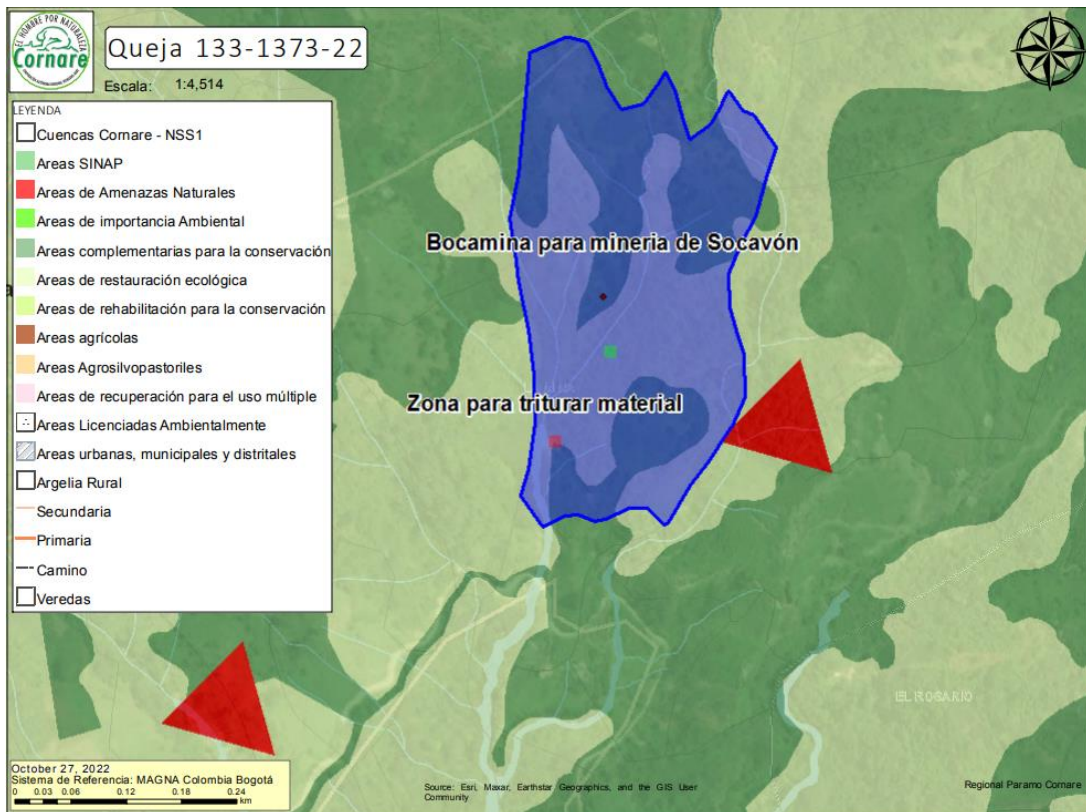 EL HOMBRE POR NATURALEZA
Cornare
Queja 133-1373-22
Escala: 1:4,514
LEYENDA
Cuencas Cornare - NSS1
Areas SINAP
Areas de Amenazas Naturales
Areas de importancia Ambiental
Areas complementarias para la conservación
Areas de restauración ecológica
Areas de rehabilitación para la conservación
Areas agrícolas
Areas Agrosilvopastoriles
Areas de recuperación para el uso múltiple
Areas Licenciadas Ambientalmente
Areas urbanas, municipales y distritales
Argelia Rural
Secundaria
Primaria
Camino
Veredas
Bocamina para mineria de Socavón
Zona para triturar material
EL ROSARIO
October 27, 2022
Sistema de Referencia: MAGNA Colombia Bogotá
0 0.03 0.06 0.12 0.18 0.24
km
Source: Esri, Maxar, Earthstar Geographics, and the GIS User
Community
Regional Paramo Cornare